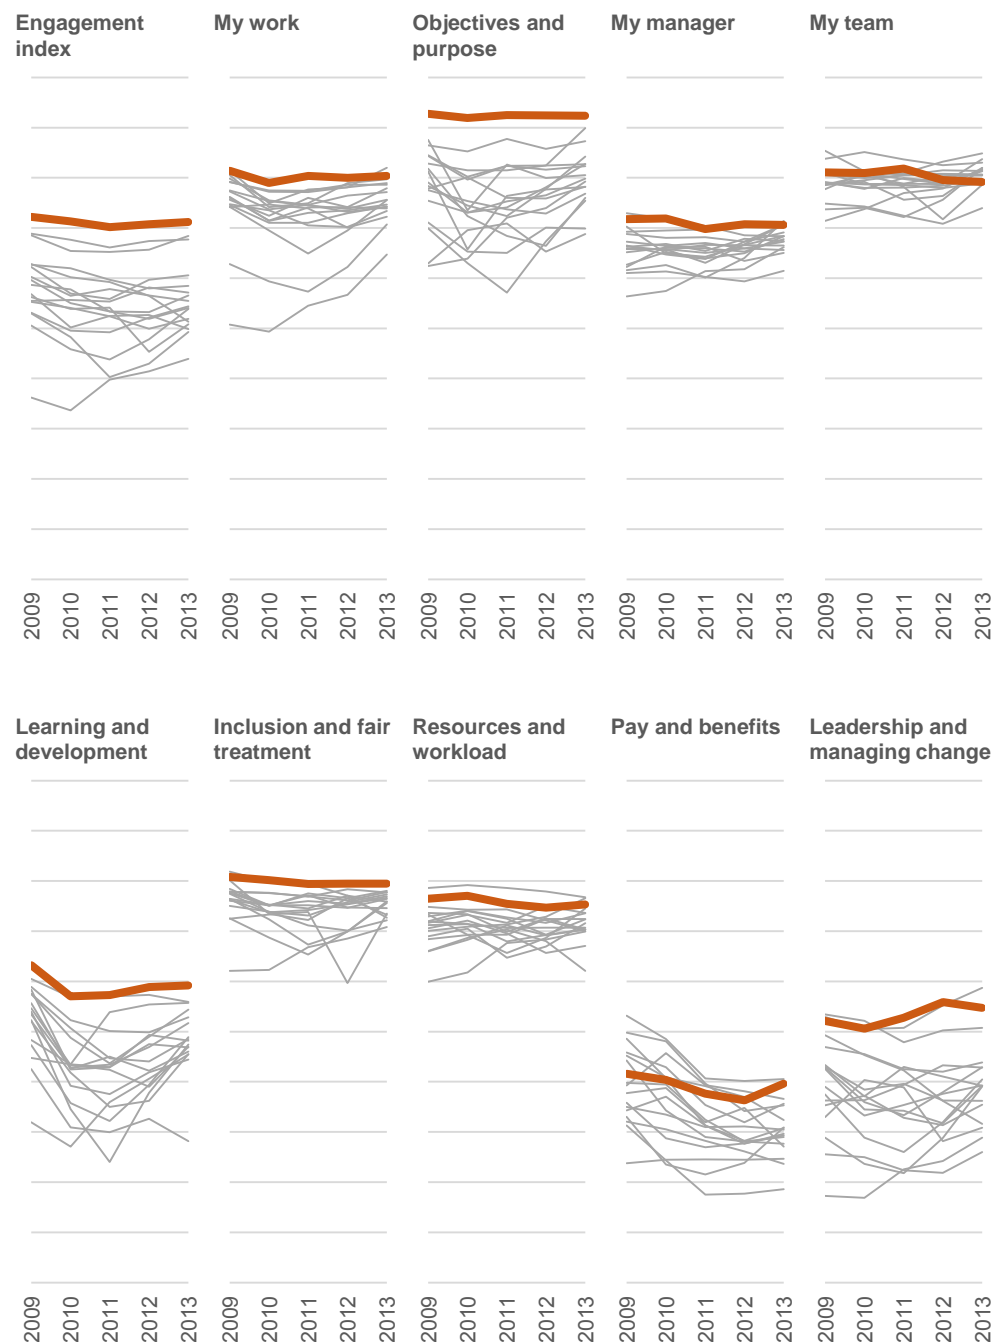 Engagement
index
My work
Objectives and
purpose
My manager
My team
2009 2010 2011 2012 2013
2009 2010 2011 2012 2013
2009 2010 2011 2012 2013
2009 2010 2011 2012 2013
2009 2010 2011 2012 2013
Learning and
development
Inclusion and fair
treatment
Resources and
workload
Pay and benefits
Leadership and
managing change
2009 2010 2011 2012 2013
2009 2010 2011 2012 2013
2009 2010 2011 2012 2013
2009 2010 2011 2012 2013
2009 2010 2011 2012 2013